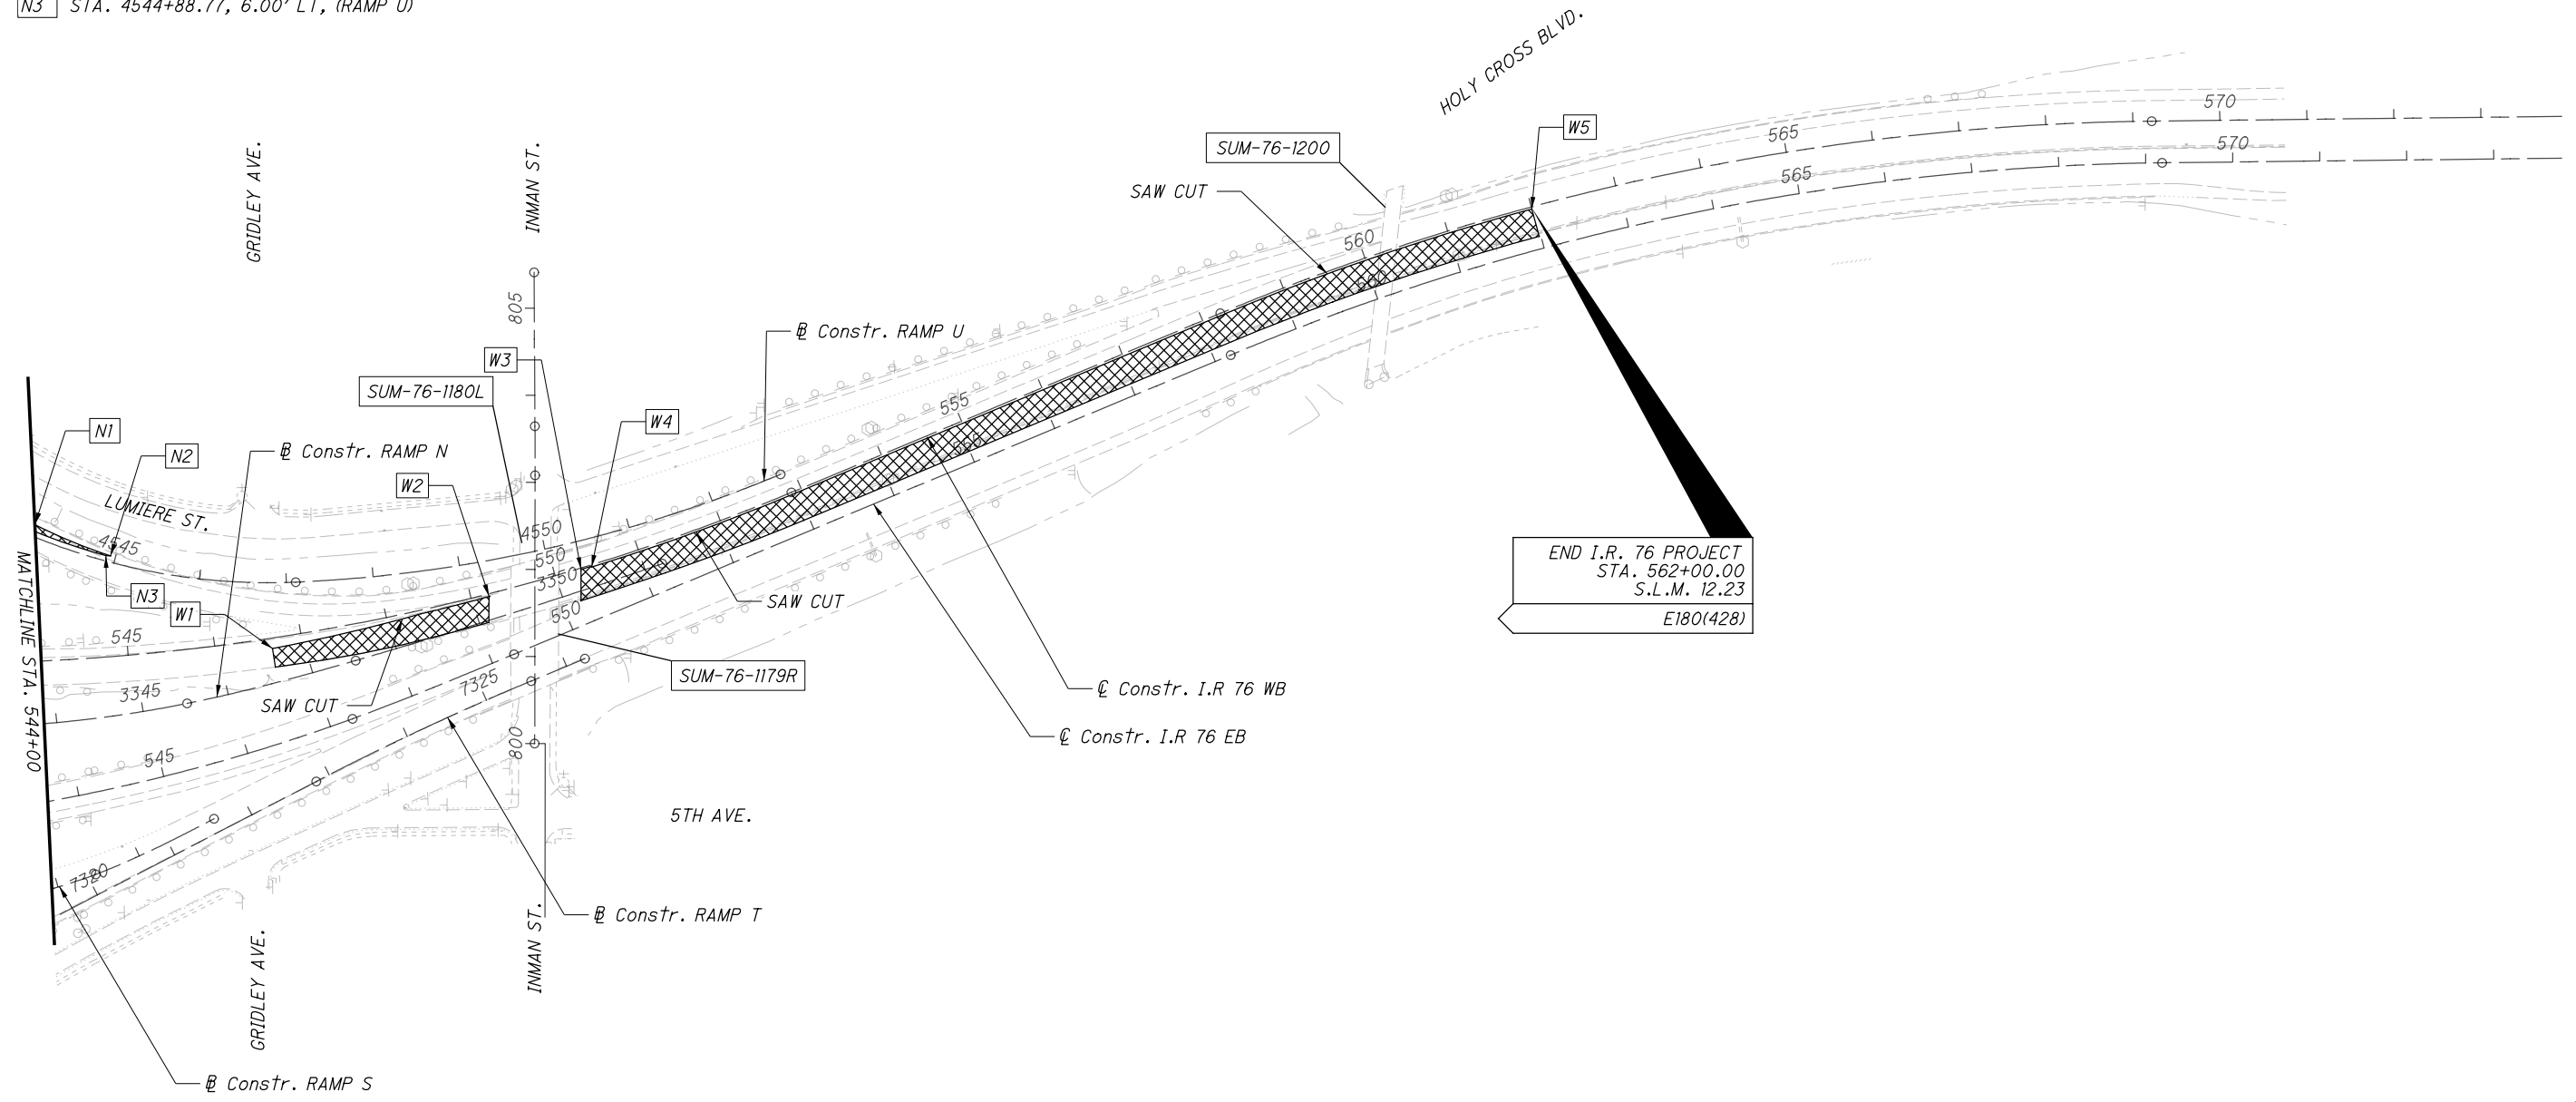 N3 STA. 4544+88.77, 6.00' LT, (RAMP U)
HOLY CROSS BLVD.
570
W5
565
570
565
SUM-76-1200
SAW CUT
GRIDLEY AVE.
INMAN ST.
560
560
805
℄ Constr. RAMP U
W3
SUM-76-1180L
555
W4
N1
℄ Constr. RAMP N
N2
W2
LUMIERE ST.
4545
4550
550
3350
550
N3
W1
SAW CUT
END I.R. 76 PROJECT
STA. 562+00.00
S.L.M. 12.23
E180(428)
545
MATCHLINE STA. 544+00
3345
SAW CUT
7325
SUM-76-1179R
℄ Constr. I.R 76 WB
℄ Constr. I.R 76 EB
545
800
5TH AVE.
7320
℄ Constr. RAMP T
GRIDLEY AVE.
INMAN ST.
℄ Constr. RAMP S